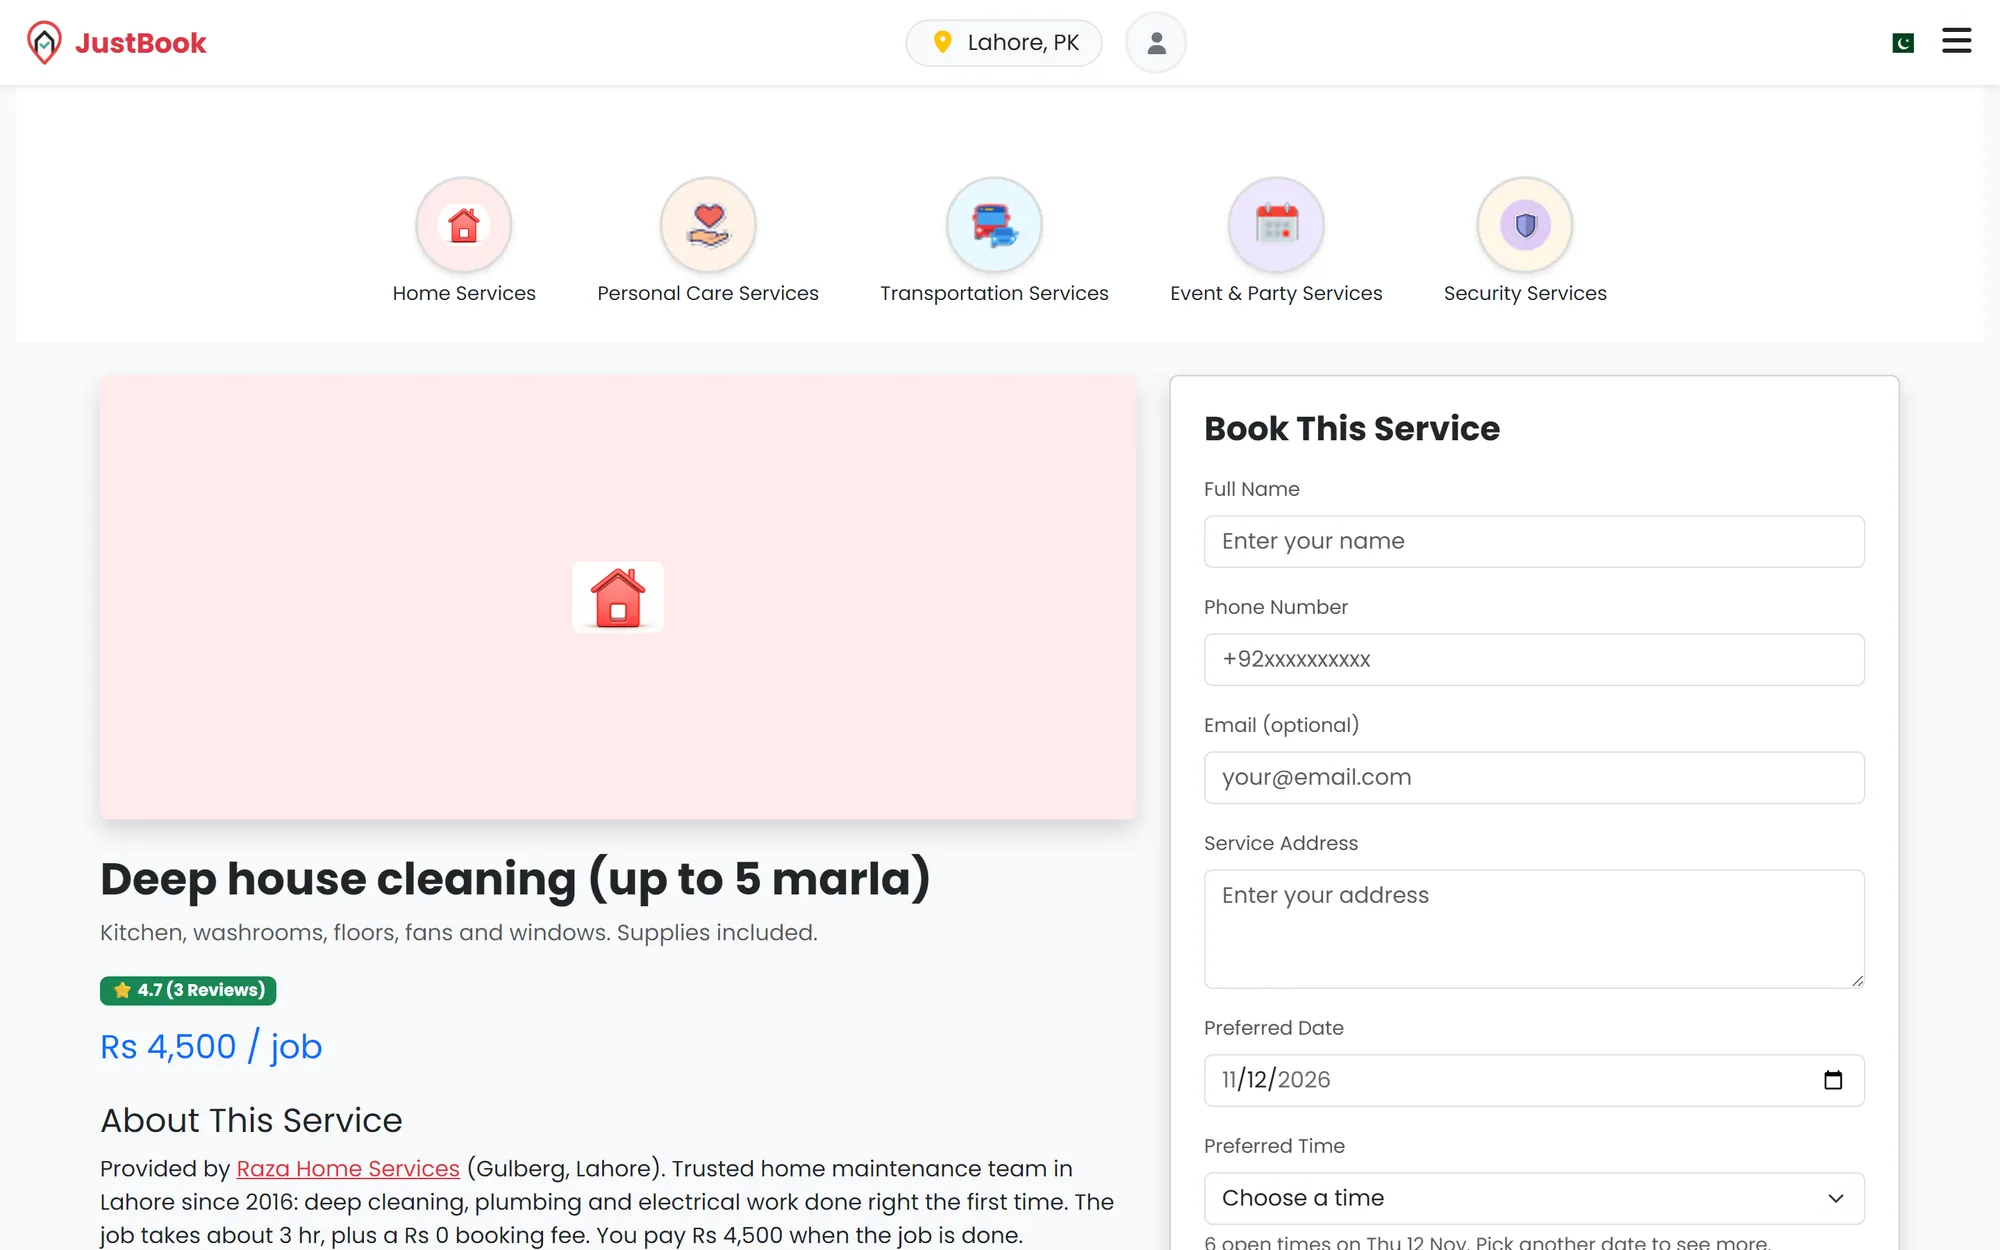 JustBook
Lahore, PK
Home Services
Personal Care Services
Transportation Services
Event & Party Services
Security Services
Deep house cleaning (up to 5 marla)
Kitchen, washrooms, floors, fans and windows. Supplies included.
4.7 (3 Reviews)
Rs 4,500 / job
About This Service
Provided by Raza Home Services (Gulberg, Lahore). Trusted home maintenance team in
Lahore since 2016: deep cleaning, plumbing and electrical work done right the first time. The
job takes about 3 hr, plus a Rs 0 booking fee. You pay Rs 4,500 when the job is done.
Book This Service
Full Name
Enter your name
Phone Number
+92xxxxxxxxxx
Email (optional)
your@email.com
Service Address
Enter your address
Preferred Date
11/12/2026
Preferred Time
Choose a time
6 open times on Thu 12 Nov. Pick another date to see more.